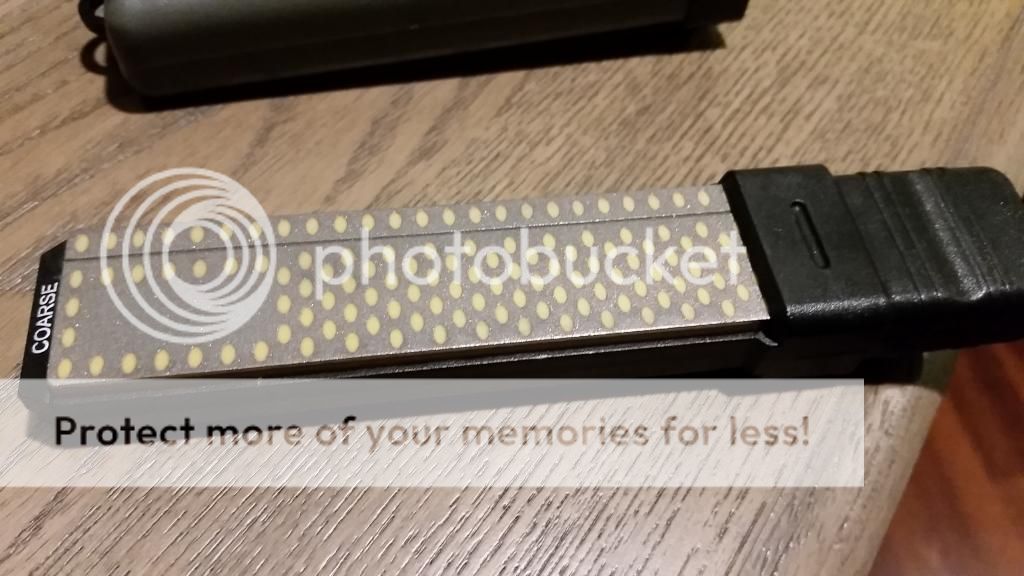 COARSE
photobucket
Protect more of your memories for less!